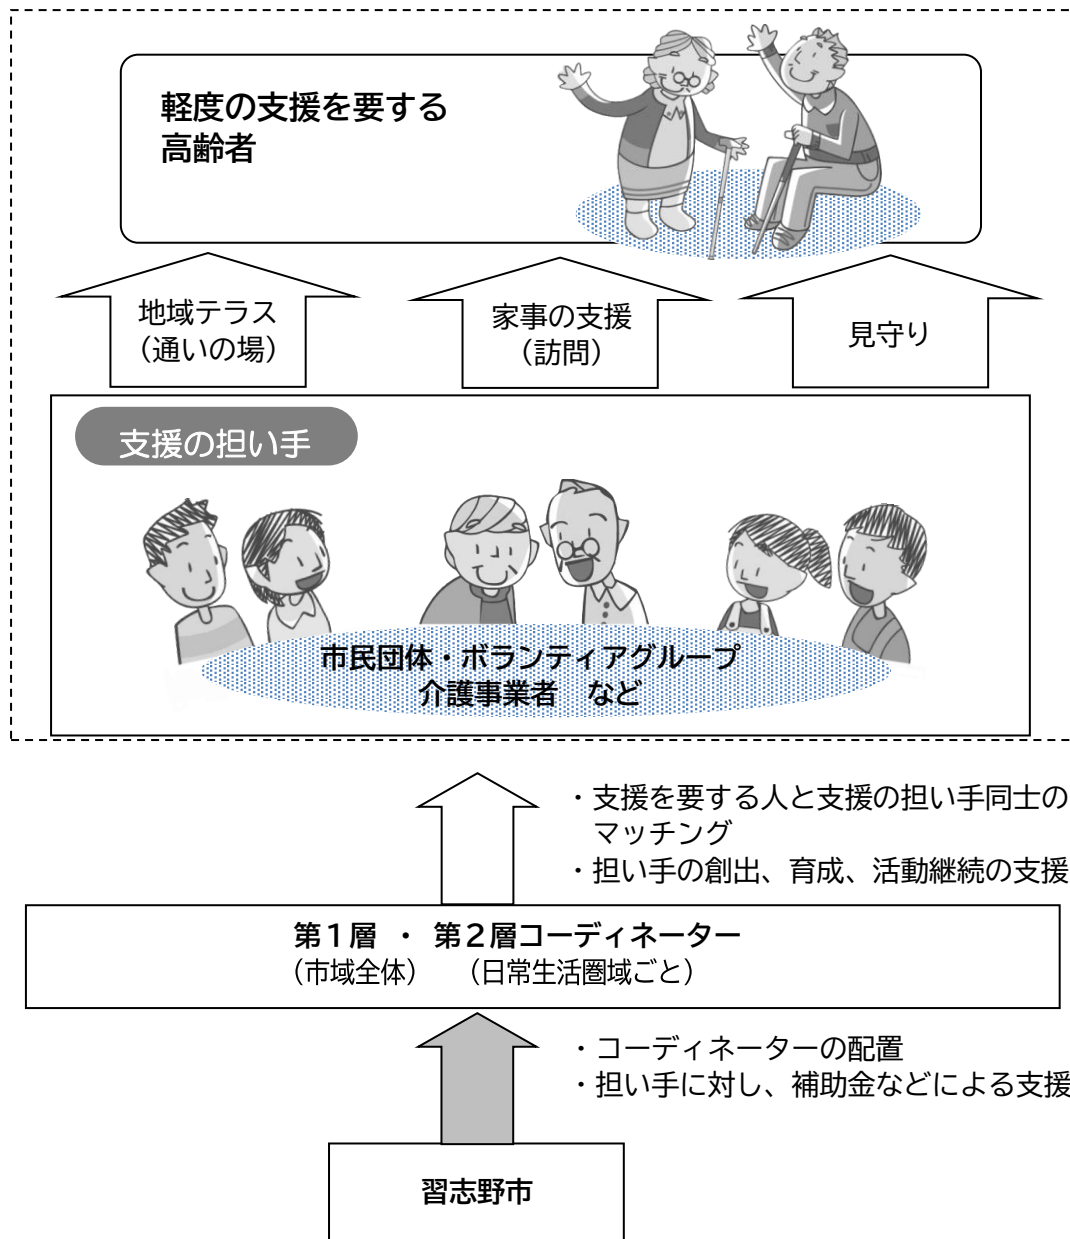 軽度の支援を要する
高齢者
地域テラス
（通いの場）
家事の支援
（訪問）
見守り
支援の担い手
市民団体・ボランティアグループ
介護事業者　など
・支援を要する人と支援の担い手同士の
マッチング
・担い手の創出、育成、活動継続の支援
第１層　・　第２層コーディネーター
（市域全体）　（日常生活圏域ごと）
・コーディネーターの配置
・担い手に対し、補助金などによる支援
習志野市